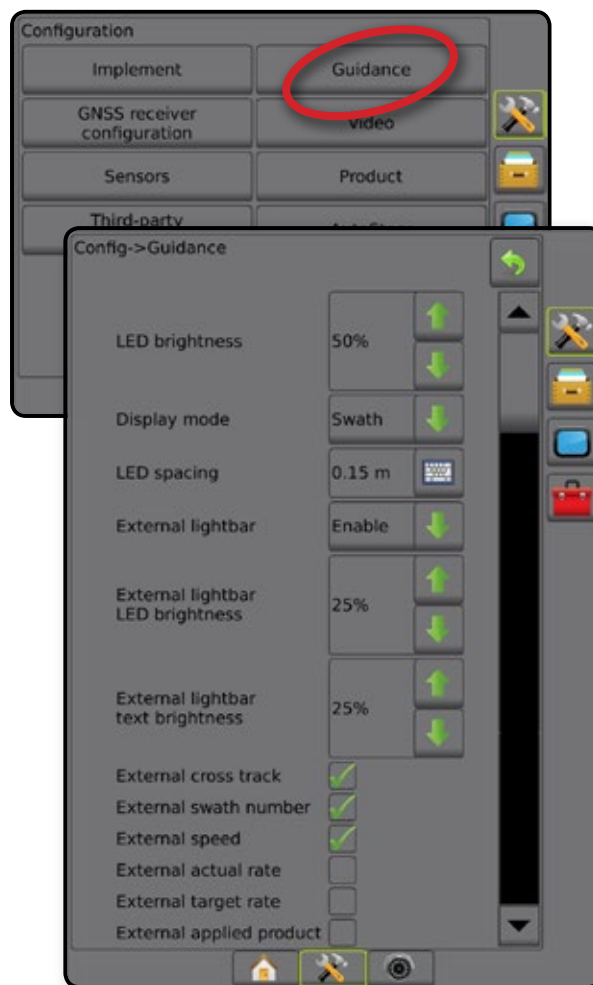 Configuration
Implement
Guidance
GNSS receiver
configuration
Video
Sensors
Product
Third-party
Config->Guidance
LED brightness
50%
Display mode
Swath
LED spacing
0.15 m
External lightbar
Enable
External lightbar
LED brightness
25%
External lightbar
text brightness
25%
External cross track
External swath number
External speed
External actual rate
External target rate
External applied product